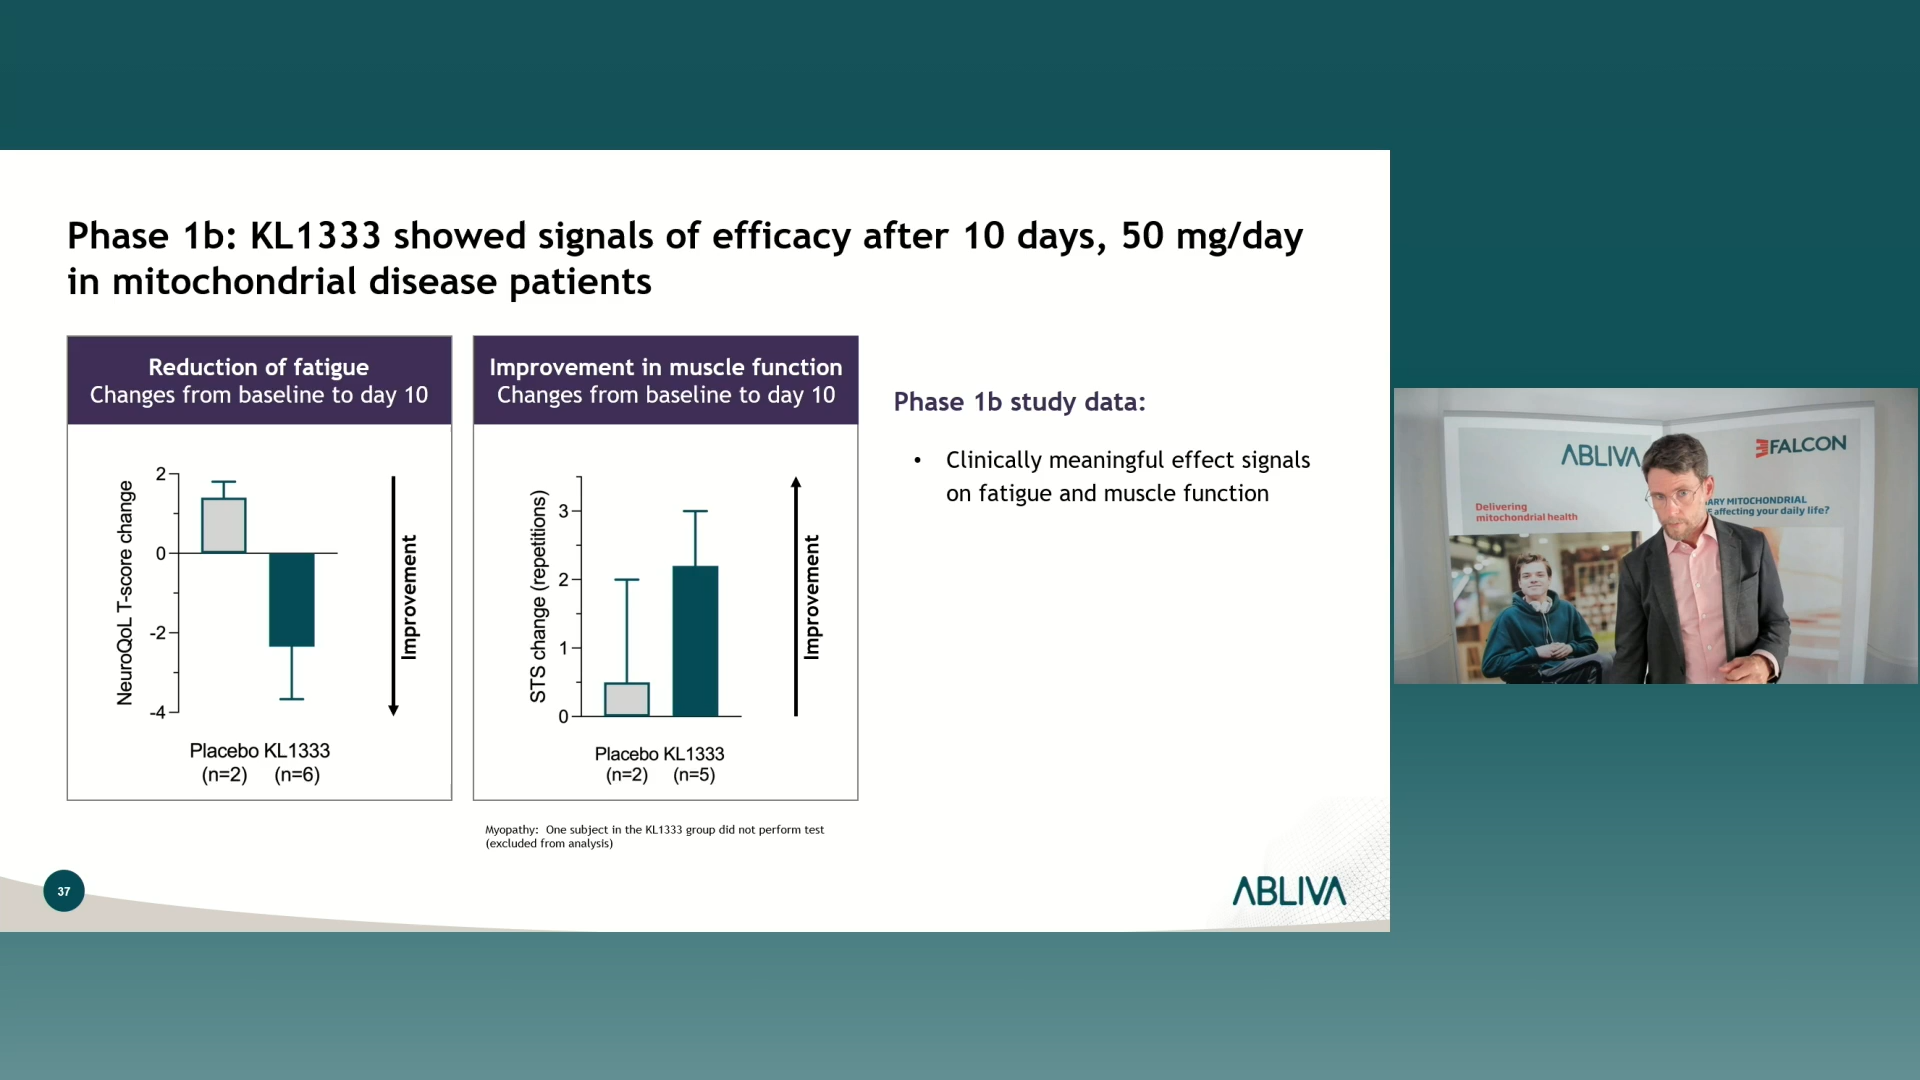 Phase 1b: KL1333 showed signals of efficacy after 10 days, 50 mg/day
in mitochondrial disease patients
Reduction of fatigue
Changes from baseline to day 10
NeuroQoL T-score change
2
0
-2
-4
Improvement
Placebo KL1333
(n=2) (n=6)
Improvement in muscle function
Changes from baseline to day 10
STS change (repetitions)
3
2
1
0
Improvement
Placebo KL1333
(n=2) (n=5)
Myopathy: One subject in the KL1333 group did not perform test
(excluded from analysis)
Phase 1b study data:
• Clinically meaningful effect signals
on fatigue and muscle function
37
ABLIVA
ABLIVA
FALCON
Delivering
mitochondrial health
MITOCHONDRIAL
affecting your daily life?